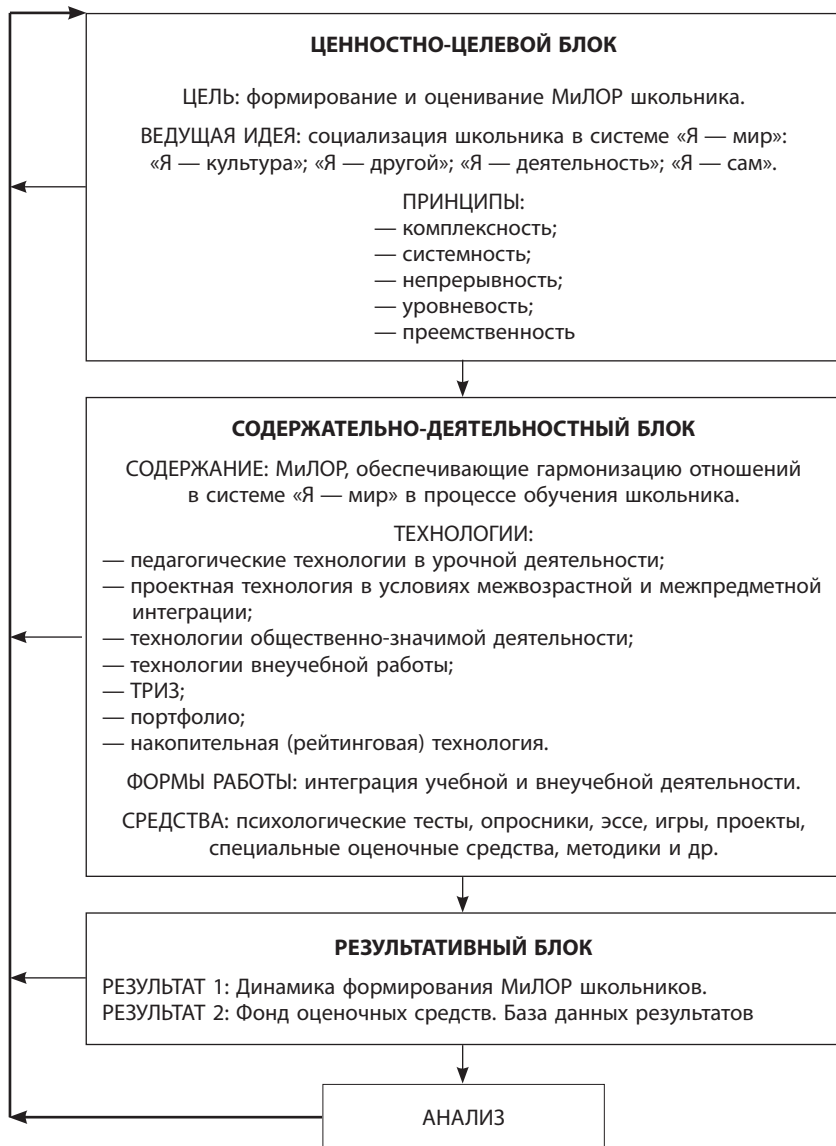 ЦЕННОСТНО-ЦЕЛЕВОЙ БЛОК
ЦЕЛЬ: формирование и оценивание МиЛОР школьника.
ВЕДУЩАЯ ИДЕЯ: социализация школьника в системе «Я — мир»:
«Я — культура»; «Я — другой»; «Я — деятельность»; «Я — сам».
ПРИНЦИПЫ:
— комплексность;
— системность;
— непрерывность;
— уровневость;
— преемственность
СОДЕРЖАТЕЛЬНО-ДЕЯТЕЛЬНОСТНЫЙ БЛОК
СОДЕРЖАНИЕ: МиЛОР, обеспечивающие гармонизацию отношений
в системе «Я — мир» в процессе обучения школьника.
ТЕХНОЛОГИИ:
— педагогические технологии в урочной деятельности;
— проектная технология в условиях межвозрастной и межпредметной
интеграции;
— технологии общественно-значимой деятельности;
— технологии внеучебной работы;
— ТРИЗ;
— портфолио;
— накопительная (рейтинговая) технология.
ФОРМЫ РАБОТЫ: интеграция учебной и внеучебной деятельности.
СРЕДСТВА: психологические тесты, опросники, эссе, игры, проекты,
специальные оценочные средства, методики и др.
РЕЗУЛЬТАТИВНЫЙ БЛОК
РЕЗУЛЬТАТ 1: Динамика формирования МиЛОР школьников.
РЕЗУЛЬТАТ 2: Фонд оценочных средств. База данных результатов
АНАЛИЗ